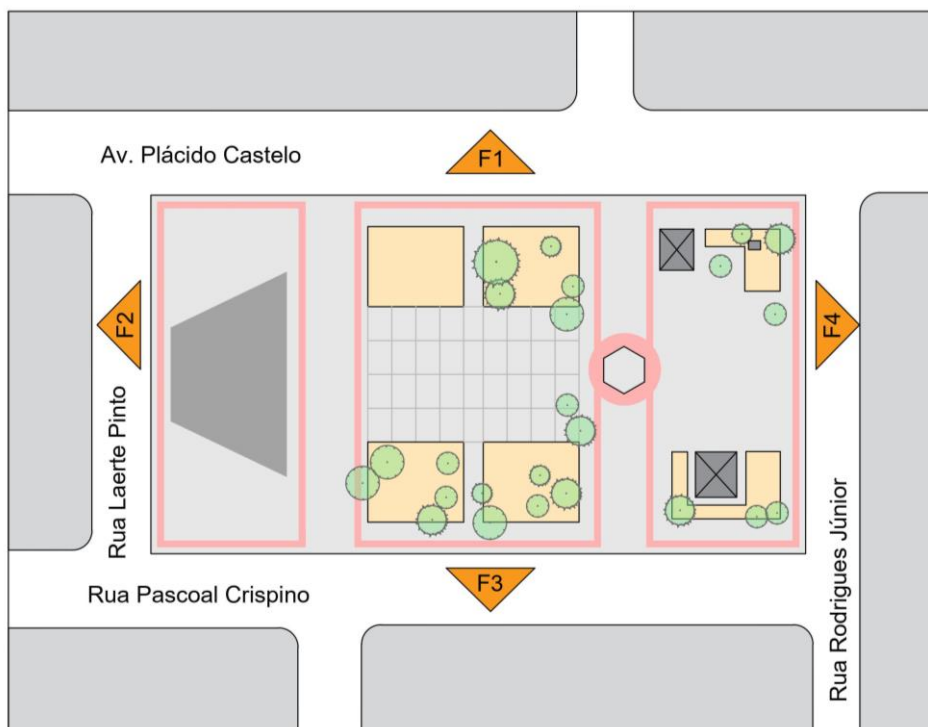 Av. Plácido Castelo
F1
F2
F4
Rua Laerte Pinto
Rua Pascoal Crispino
F3
Rua Rodrigues Júnior